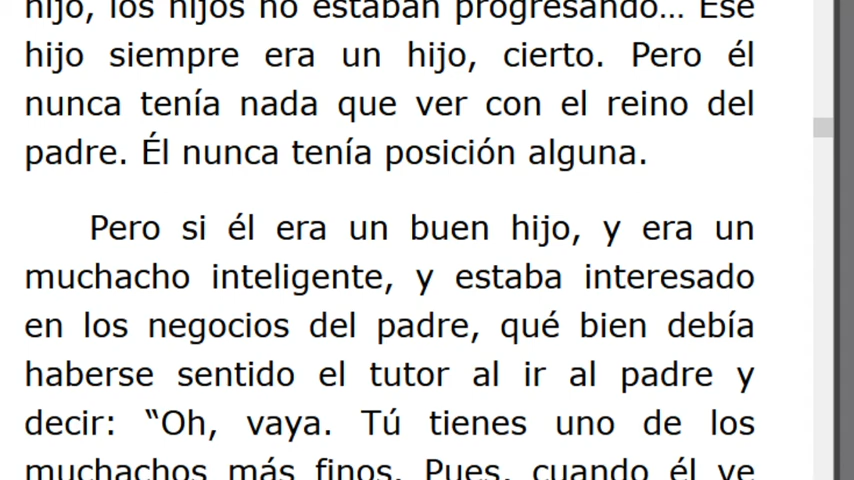 hijo, los hijos no estaban progresando… Ese
hijo siempre era un hijo, cierto. Pero él
nunca tenía nada que ver con el reino del
padre. Él nunca tenía posición alguna.
Pero si él era un buen hijo, y era un
muchacho inteligente, y estaba interesado
en los negocios del padre, qué bien debía
haberse sentido el tutor al ir al padre y
decir: “Oh, vaya. Tú tienes uno de los
muchachos más finos. Pues, cuando él ve